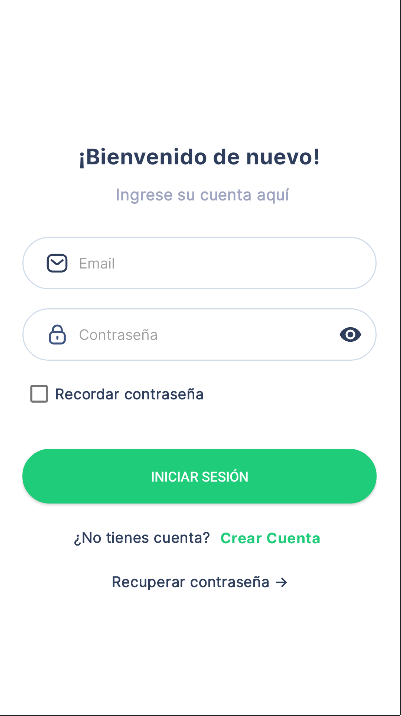 ¡Bienvenido de nuevo!
Ingrese su cuenta aquí
Email
Contraseña
Recordar contraseña
INICIAR SESIÓN
¿No tienes cuenta? Crear Cuenta
Recuperar contraseña →